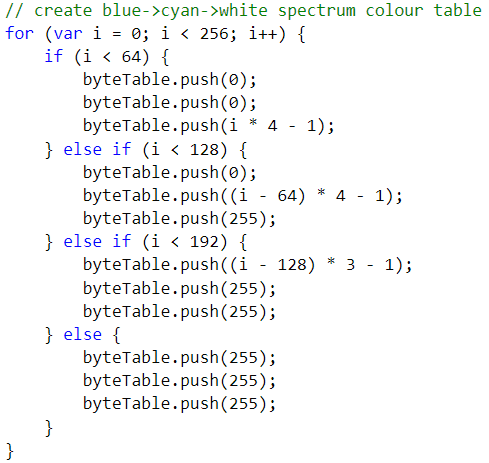 // create blue->cyan->white spectrum colour table
for (var i = 0; i < 256; i++) {
    if (i < 64) {
        byteTable.push(0);
        byteTable.push(0);
        byteTable.push(i * 4 - 1);
    } else if (i < 128) {
        byteTable.push(0);
        byteTable.push((i - 64) * 4 - 1);
        byteTable.push(255);
    } else if (i < 192) {
        byteTable.push((i - 128) * 3 - 1);
        byteTable.push(255);
        byteTable.push(255);
    } else {
        byteTable.push(255);
        byteTable.push(255);
        byteTable.push(255);
    }
}